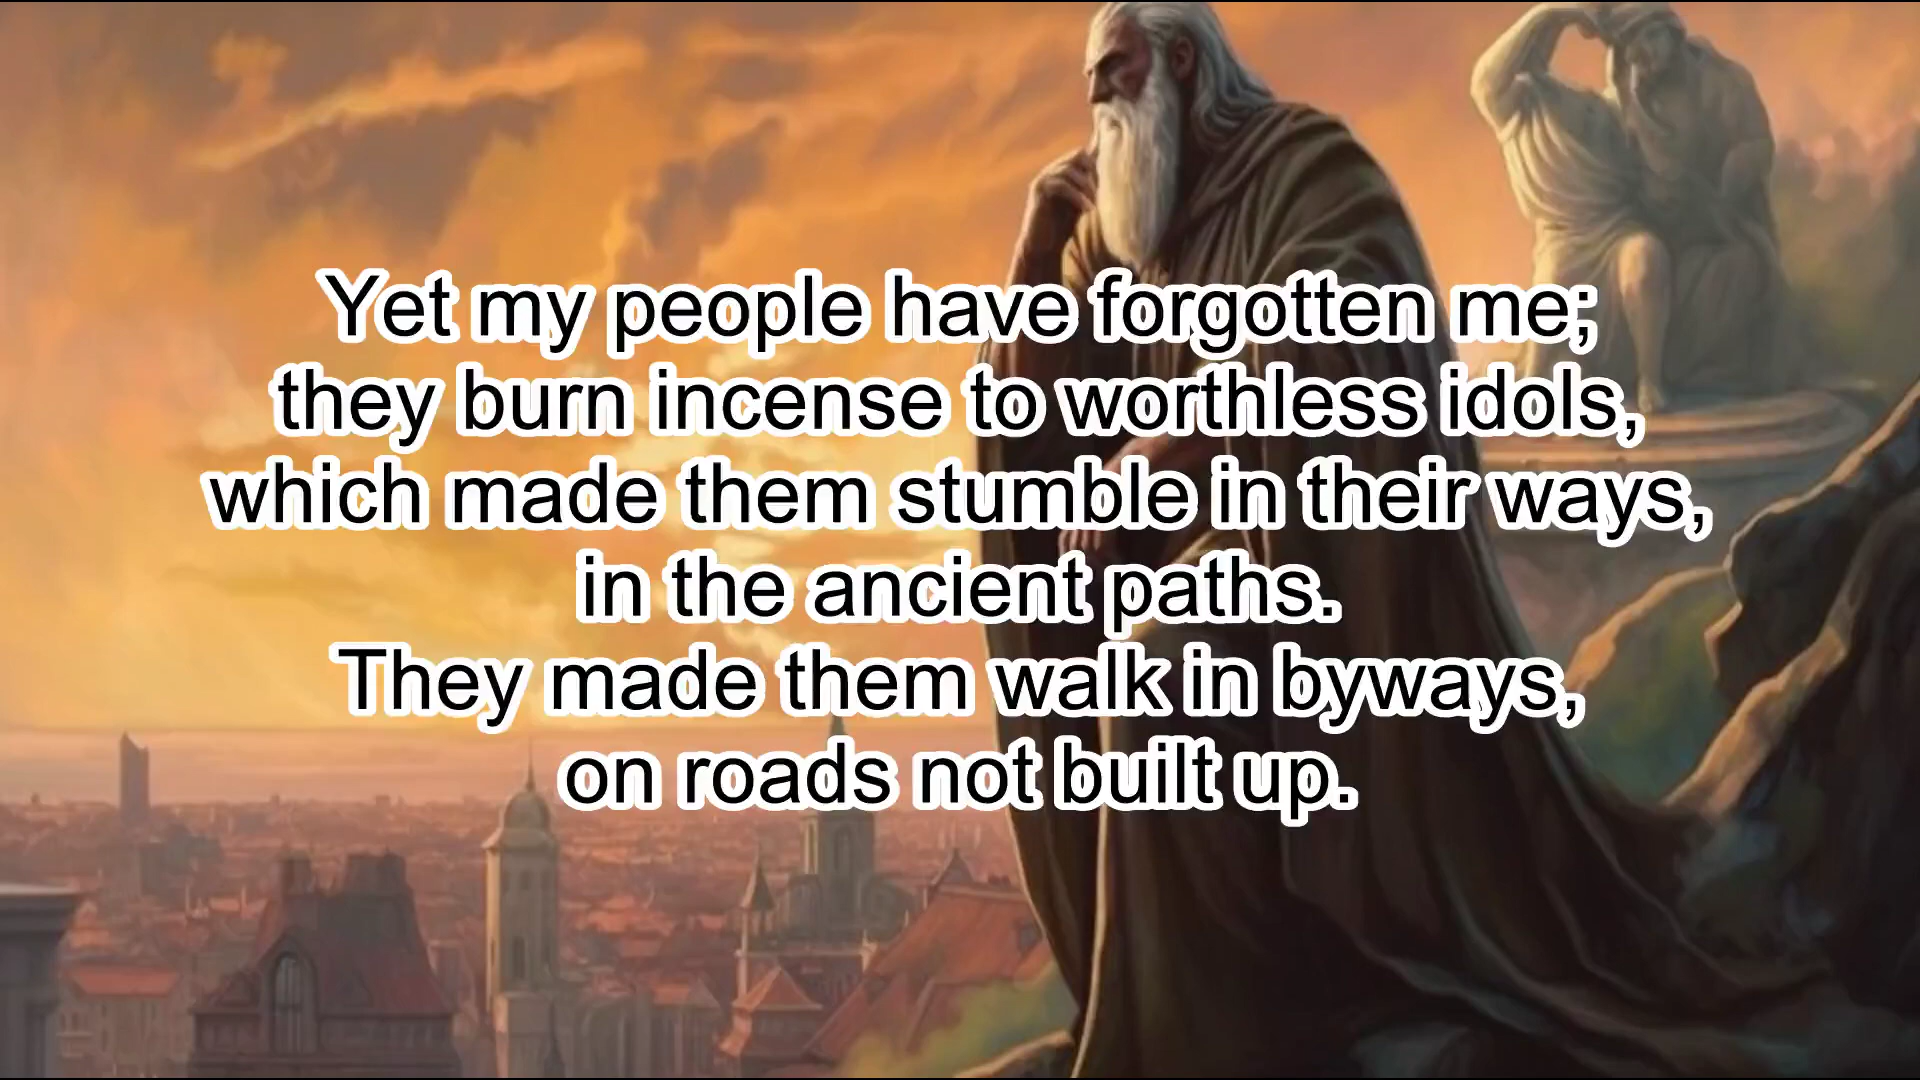 Yet my people have forgotten me;
they burn incense to worthless idols,
which made them stumble in their ways,
in the ancient paths.
They made them walk in byways,
on roads not built up.